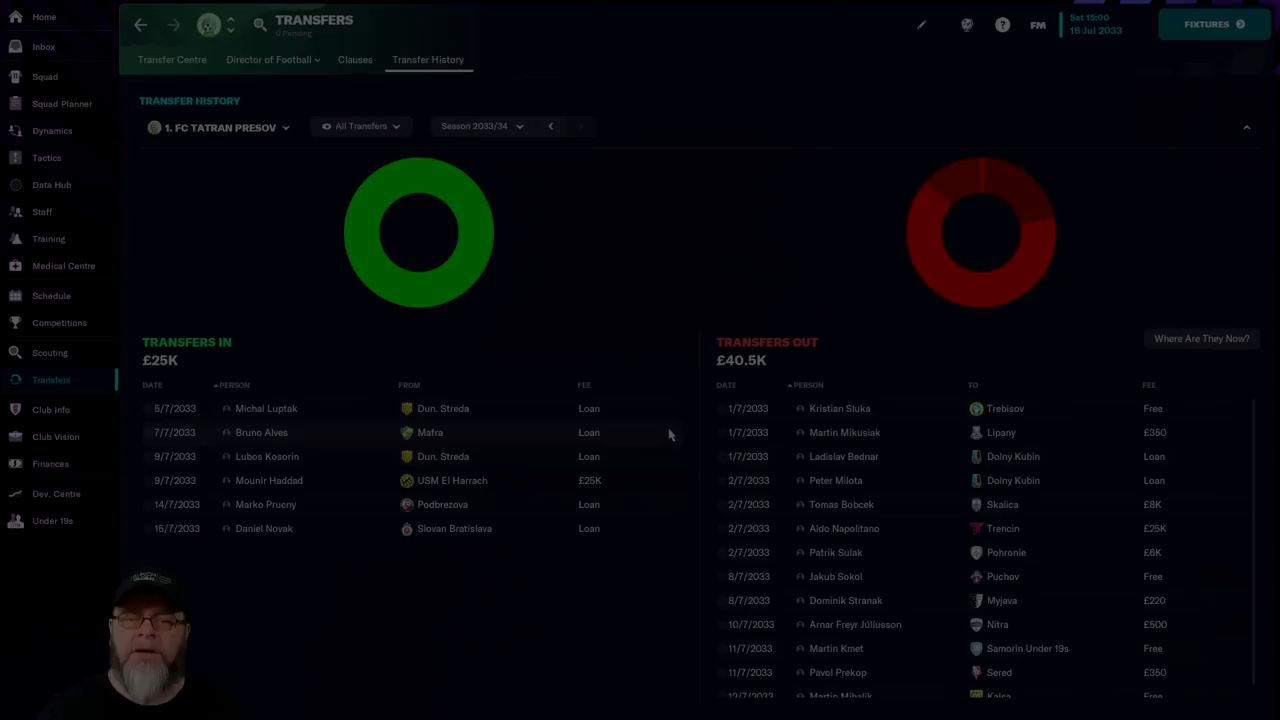 Home
Inbox
Squad
Squad Planner
Dynamics
Tactics
Data Hub
Staff
Training
Medical Centre
Schedule
Competitions
Scouting
Transfers
Club Info
Club Vision
Finances
Dev. Centre
Under 19s
TRANSFERS
0 Pending
FM
Sat 15:00
16 Jul 2033
FIXTURES
Transfer Centre
Director of Football
Clauses
Transfer History
TRANSFER HISTORY
1. FC TATRAN PRESOV
All Transfers
Season 2033/34
TRANSFERS IN
£25K
DATE PERSON FROM FEE
5/7/2033 Michal Luptak Dun. Streda Loan
7/7/2033 Bruno Alves Mafra Loan
9/7/2033 Lubos Kosorin Dun. Streda Loan
9/7/2033 Mounir Haddad USM El Harrach £25K
14/7/2033 Marko Prucny Podbrezova Loan
15/7/2033 Daniel Novak Slovan Bratislava Loan
TRANSFERS OUT
£40.5K
Where Are They Now?
DATE PERSON TO FEE
1/7/2033 Kristian Sluka Trebisov Free
1/7/2033 Martin Mikusiak Lipany £350
1/7/2033 Ladislav Bednar Dolny Kubin Loan
2/7/2033 Peter Milota Dolny Kubin Loan
2/7/2033 Tomas Bobcek Skalica £8K
2/7/2033 Aldo Napolitano Trencin £25K
2/7/2033 Patrik Sulak Pohronie £6K
8/7/2033 Jakub Sokol Puchov Free
8/7/2033 Dominik Stranak Myjava £220
10/7/2033 Arnar Freyr Júllusson Nitra £500
11/7/2033 Martin Kmet Samorin Under 19s Free
11/7/2033 Pavol Prekop Sered £350
12/7/2033 Martin Mihalik Kalsa Free